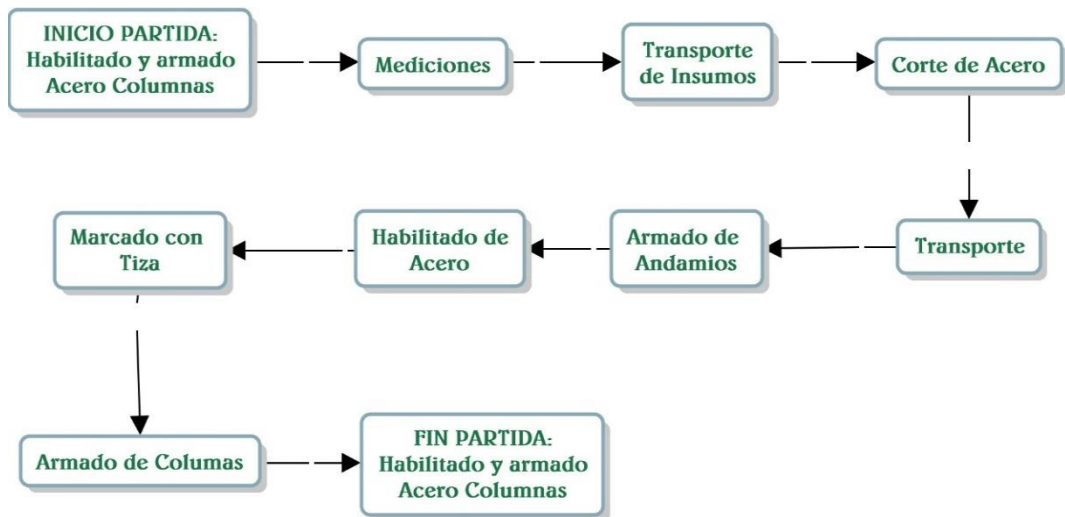 INICIO PARTIDA:
Habilitado y armado
Acero Columnas
Mediciones
Transporte
de Insumos
Corte de Acero
Transporte
Armado de
Andamios
Habilitado de
Acero
Marcado con
Tiza
Armado de Columas
FIN PARTIDA:
Habilitado y armado
Acero Columnas